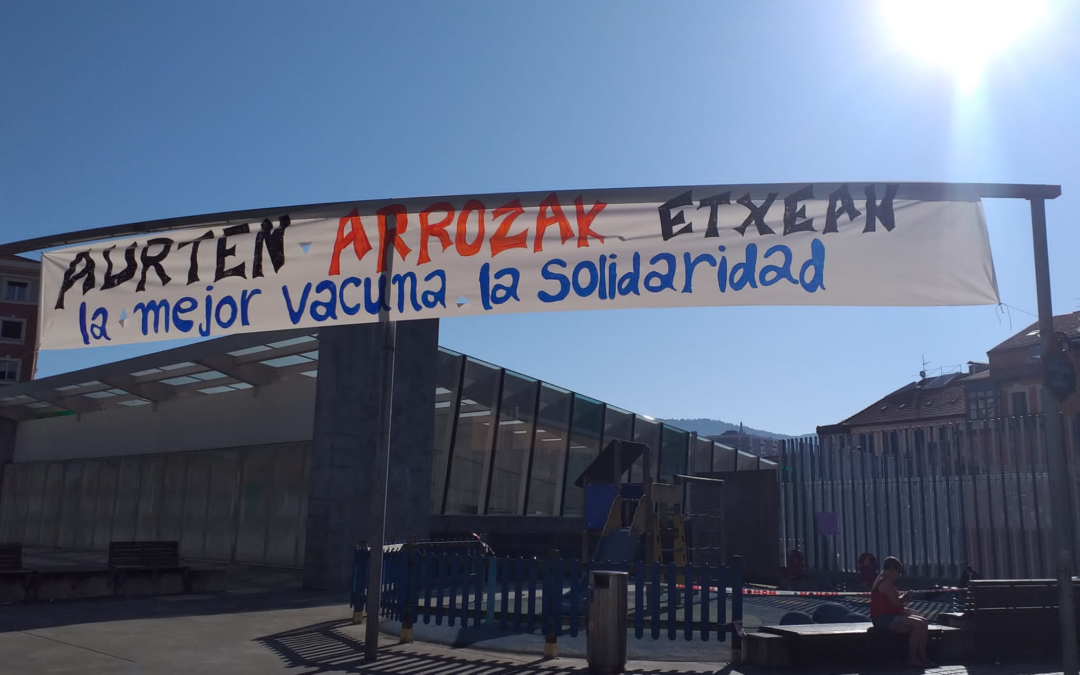 AURTEN ARROZAK ETXEAN
la mejor vacuna la solidaridad